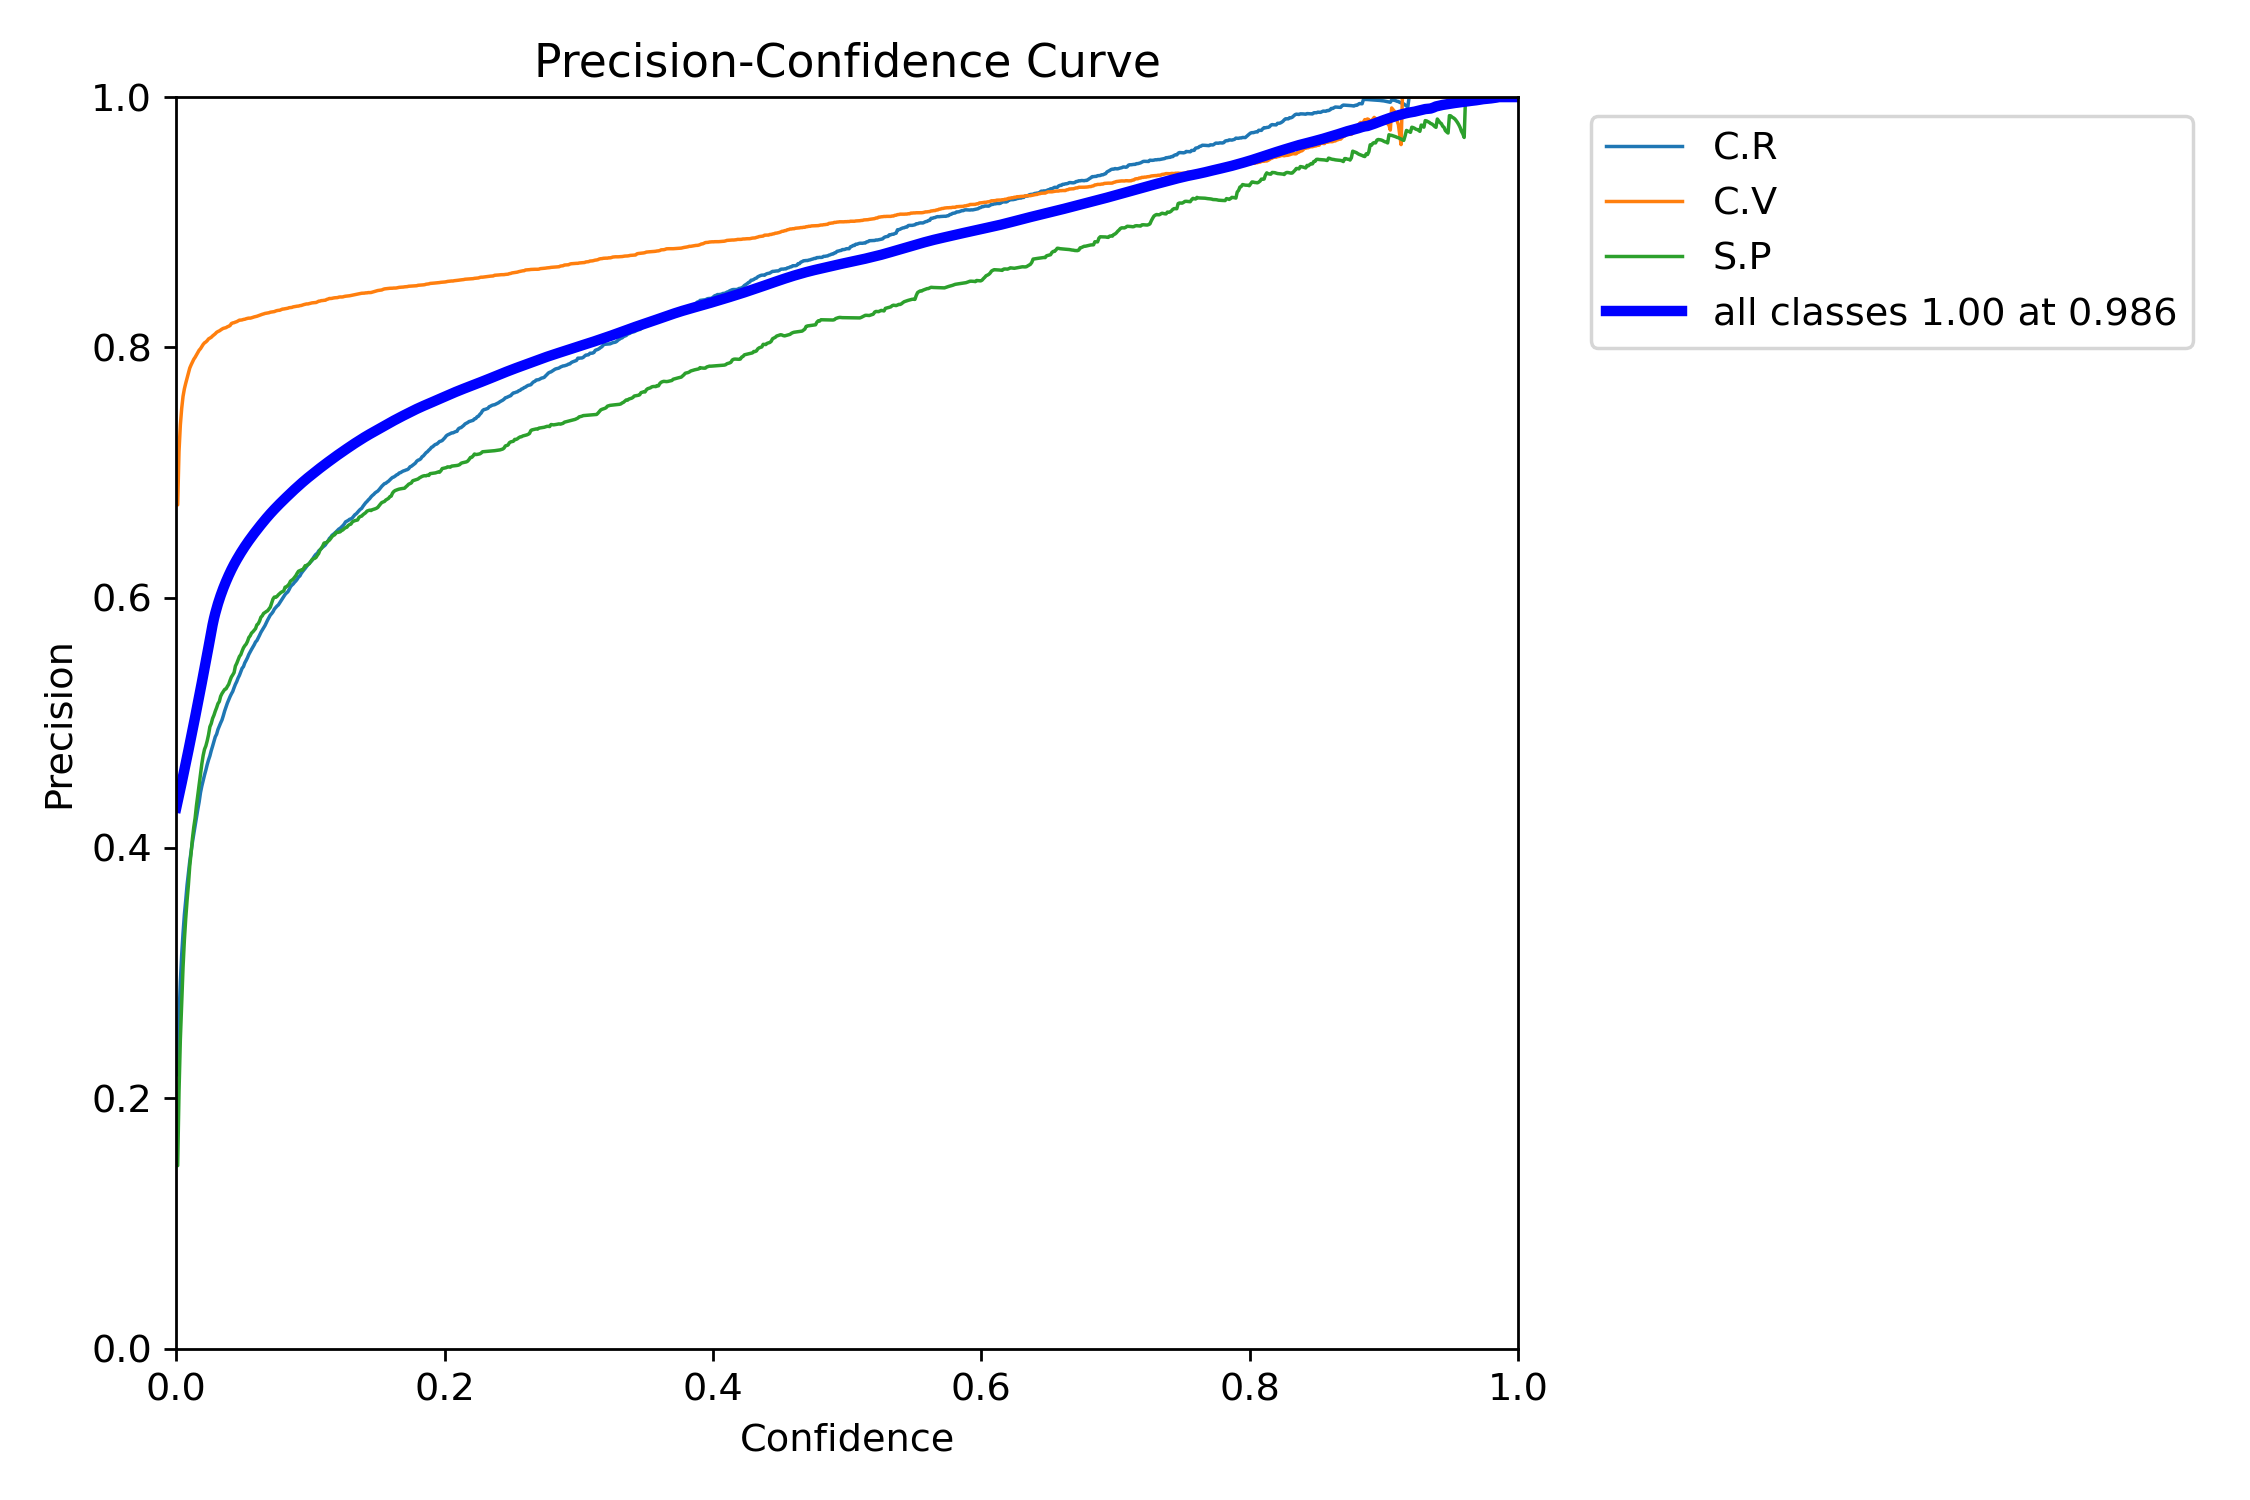 Precision-Confidence Curve
1.0
0.8
0.6
0.4
0.2
0.0
Precision
0.0 0.2 0.4 0.6 0.8 1.0
Confidence
C.R
C.V
S.P
all classes 1.00 at 0.986